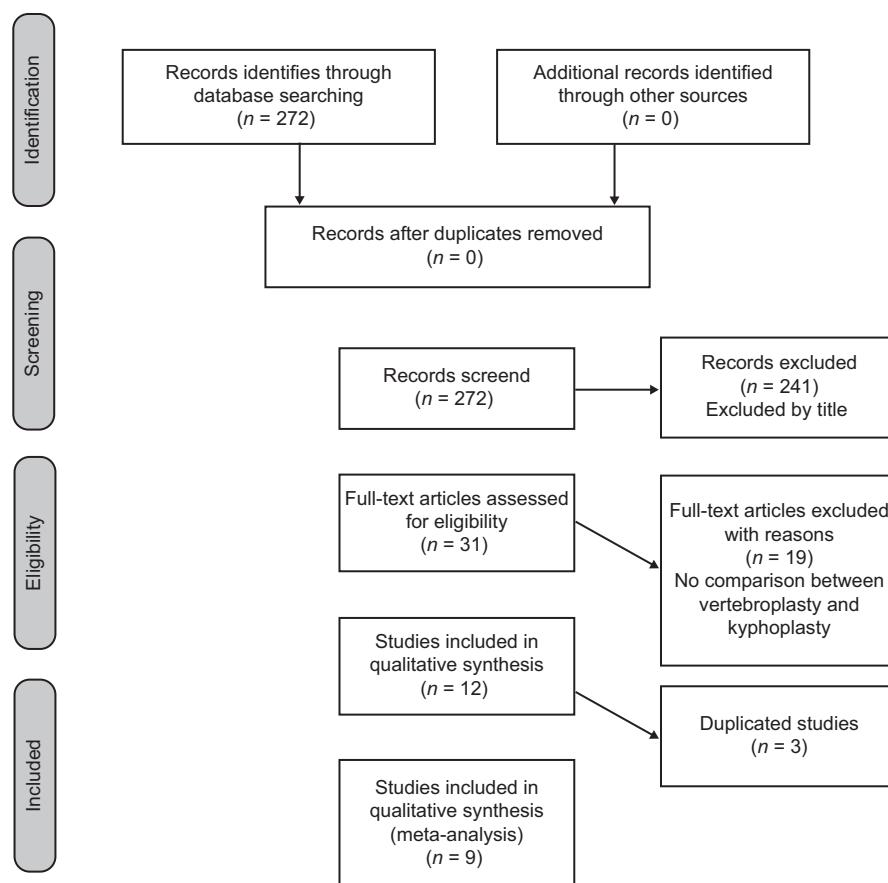 Identification
Records identifies through
database searching
(n = 272)
Additional records identified
through other sources
(n = 0)
Records after duplicates removed
(n = 0)
Screening
Records screend
(n = 272)
Records excluded
(n = 241)
Excluded by title
Eligibility
Full-text articles assessed
for eligibility
(n = 31)
Full-text articles excluded
with reasons
(n = 19)
No comparison between
vertebroplasty and
kyphoplasty
Studies included in
qualitative synthesis
(n = 12)
Included
Duplicated studies
(n = 3)
Studies included in
qualitative synthesis
(meta-analysis)
(n = 9)